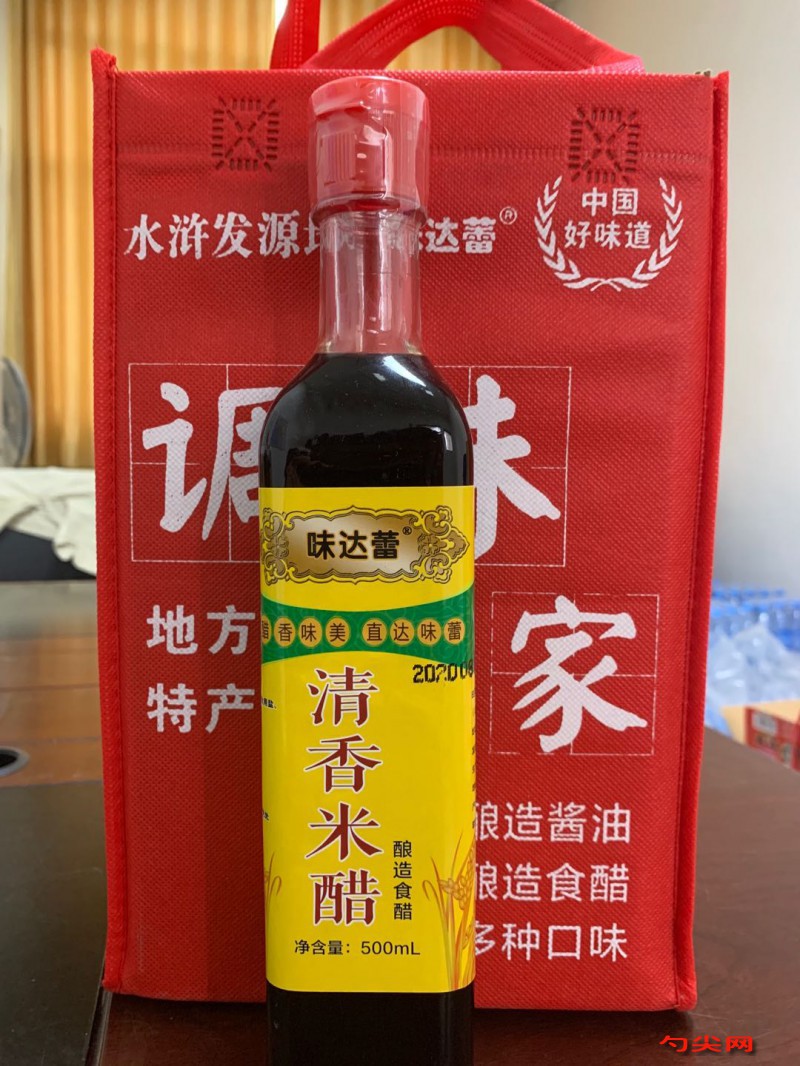 中国
好味道
水浒发源 达蕾®
调 味
家
地方
特产
酿造酱油
酿造食醋
多种口味
味达蕾®
醋香味美 直达味蕾
202008
清香米醋
酿造食醋
净含量：500mL
勺尖网